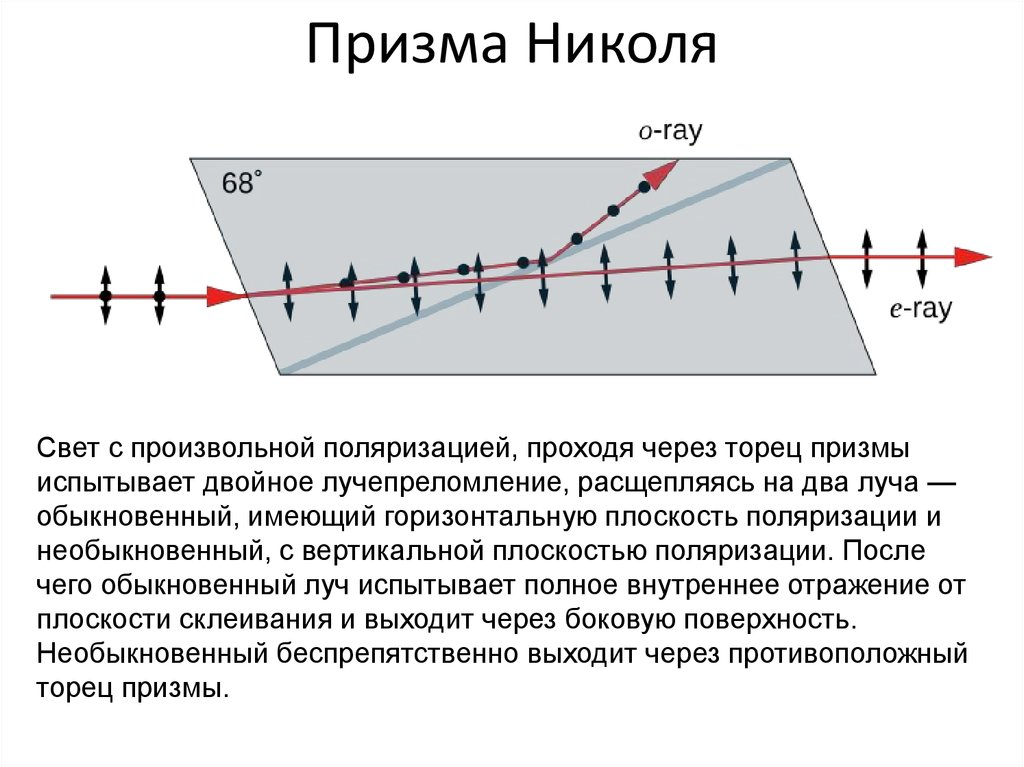 Призма Николя
o-ray
68°
e-ray
Свет с произвольной поляризацией, проходя через торец призмы
испытывает двойное лучепреломление, расщепляясь на два луча —
обыкновенный, имеющий горизонтальную плоскость поляризации и
необыкновенный, с вертикальной плоскостью поляризации. После
чего обыкновенный луч испытывает полное внутреннее отражение от
плоскости склеивания и выходит через боковую поверхность.
Необыкновенный беспрепятственно выходит через противоположный
торец призмы.